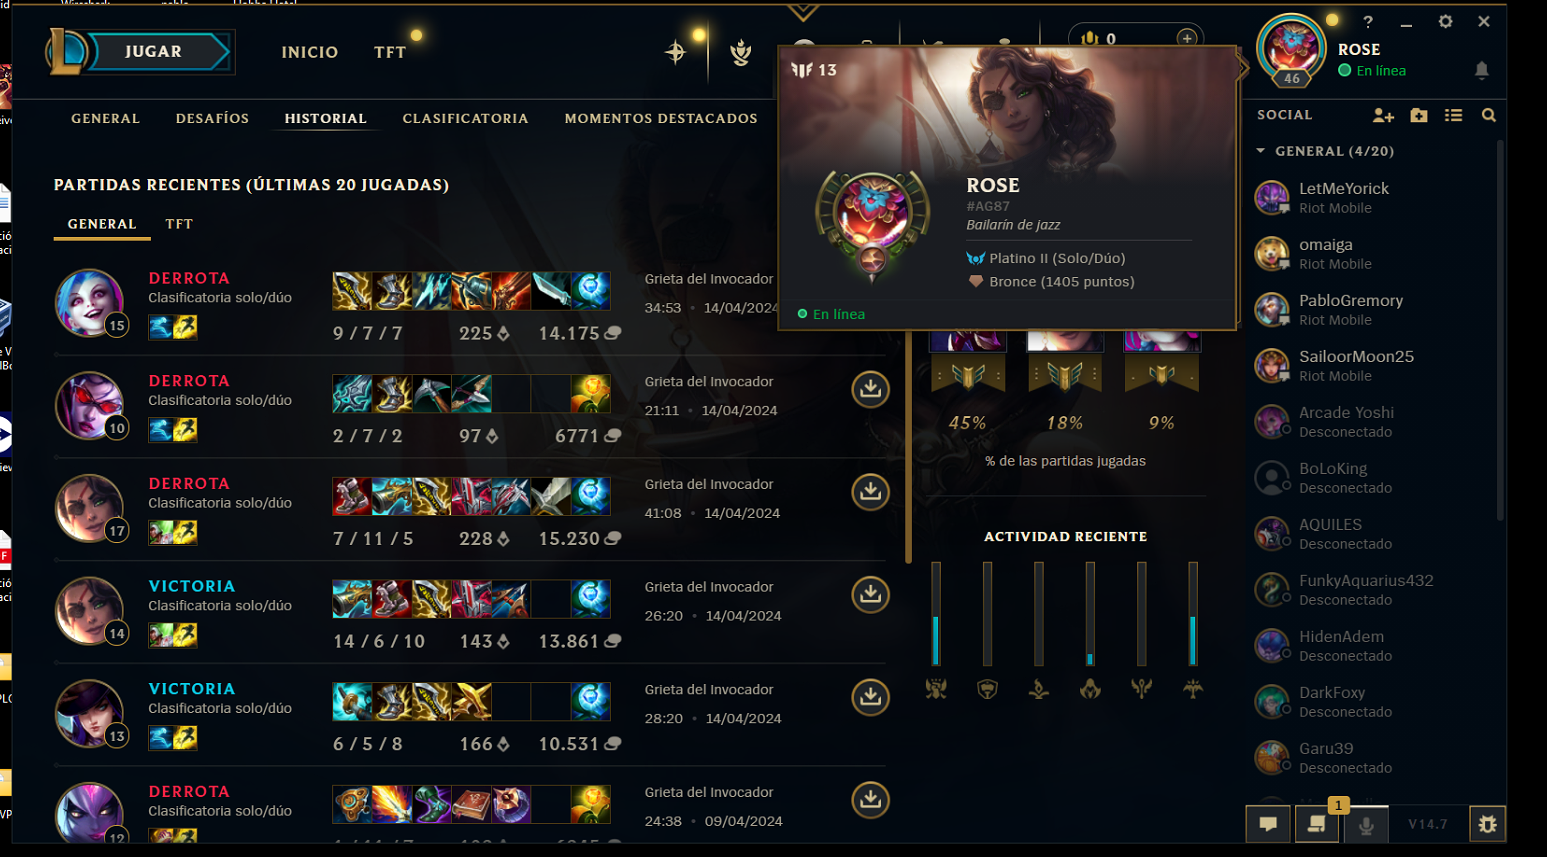 JUGAR
INICIO
TFT
0
?
ROSE
En línea
46
GENERAL
DESAFÍOS
HISTORIAL
CLASIFICATORIA
MOMENTOS DESTACADOS
13
ROSE
#AG87
Bailarín de jazz
Platino II (Solo/Dúo)
Bronce (1405 puntos)
En línea
PARTIDAS RECIENTES (ÚLTIMAS 20 JUGADAS)
GENERAL
TFT
15
DERROTA
Clasificatoria solo/dúo
9 / 7 / 7
225
14.175
Grieta del Invocador
34:53 • 14/04/2024
10
DERROTA
Clasificatoria solo/dúo
2 / 7 / 2
97
6771
Grieta del Invocador
21:11 • 14/04/2024
17
DERROTA
Clasificatoria solo/dúo
7 / 11 / 5
228
15.230
Grieta del Invocador
41:08 • 14/04/2024
14
VICTORIA
Clasificatoria solo/dúo
14 / 6 / 10
143
13.861
Grieta del Invocador
26:20 • 14/04/2024
13
VICTORIA
Clasificatoria solo/dúo
6 / 5 / 8
166
10.531
Grieta del Invocador
28:20 • 14/04/2024
12
DERROTA
Clasificatoria solo/dúo
Grieta del Invocador
24:38 • 09/04/2024
45%
18%
9%
% de las partidas jugadas
ACTIVIDAD RECIENTE
SOCIAL
GENERAL (4/20)
LetMeYorick
Riot Mobile
omaiga
Riot Mobile
PabloGremory
Riot Mobile
SailoorMoon25
Riot Mobile
Arcade Yoshi
Desconectado
BoLoKing
Desconectado
AQUILES
Desconectado
FunkyAquarius432
Desconectado
HidenAdem
Desconectado
DarkFoxy
Desconectado
Garu39
Desconectado
1
V14.7